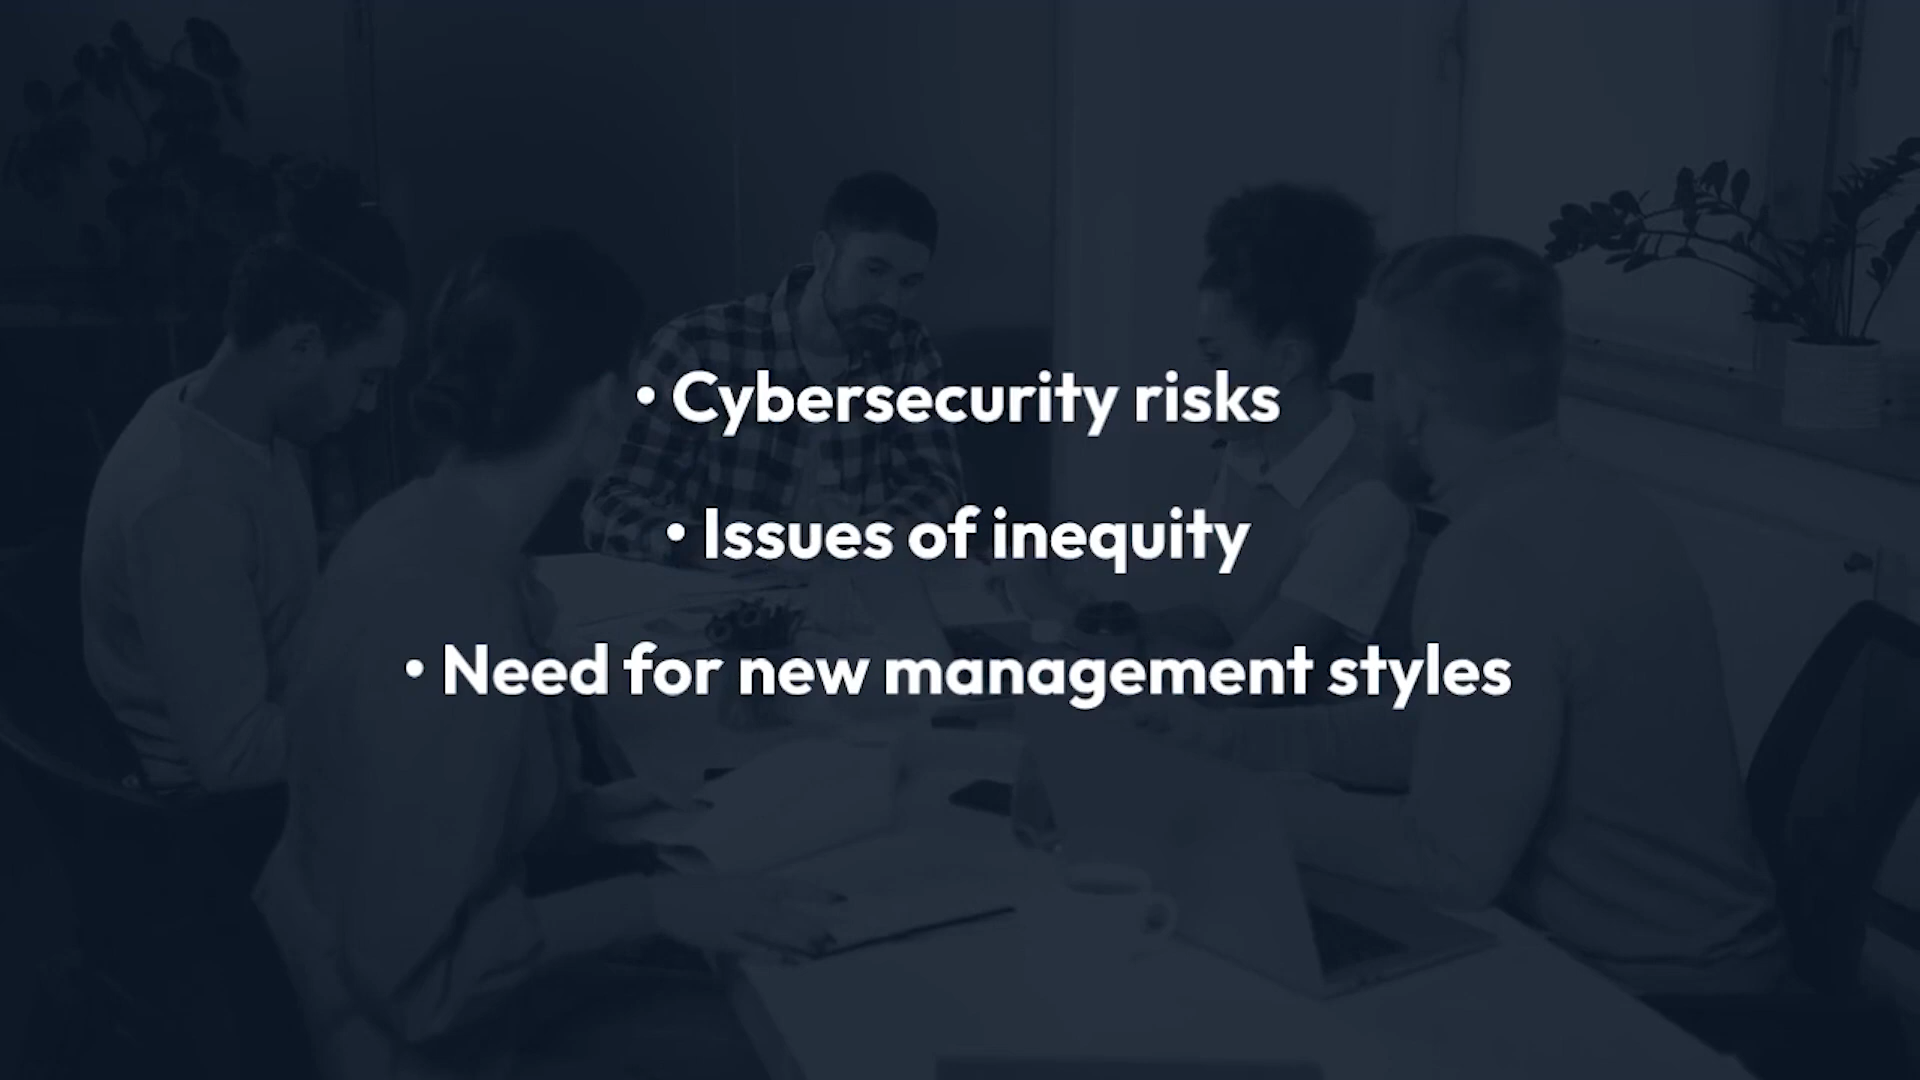 • Cybersecurity risks
• Issues of inequity
• Need for new management styles